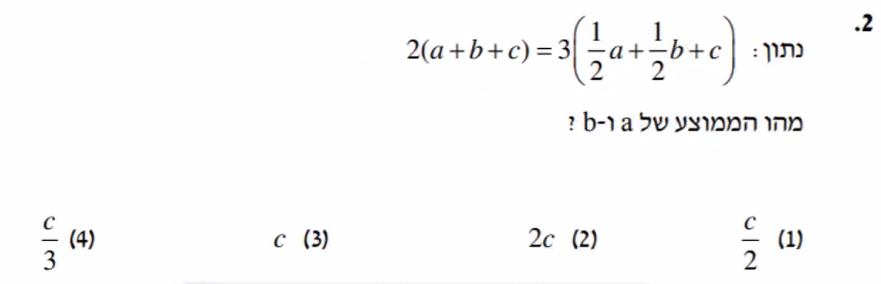 2. נתון: 2(a+b+c)=3(1/2 a+1/2 b+c)
מהו הממוצע של a ו-b ?
(1) c/2 (2) 2c (3) c (4) c/3